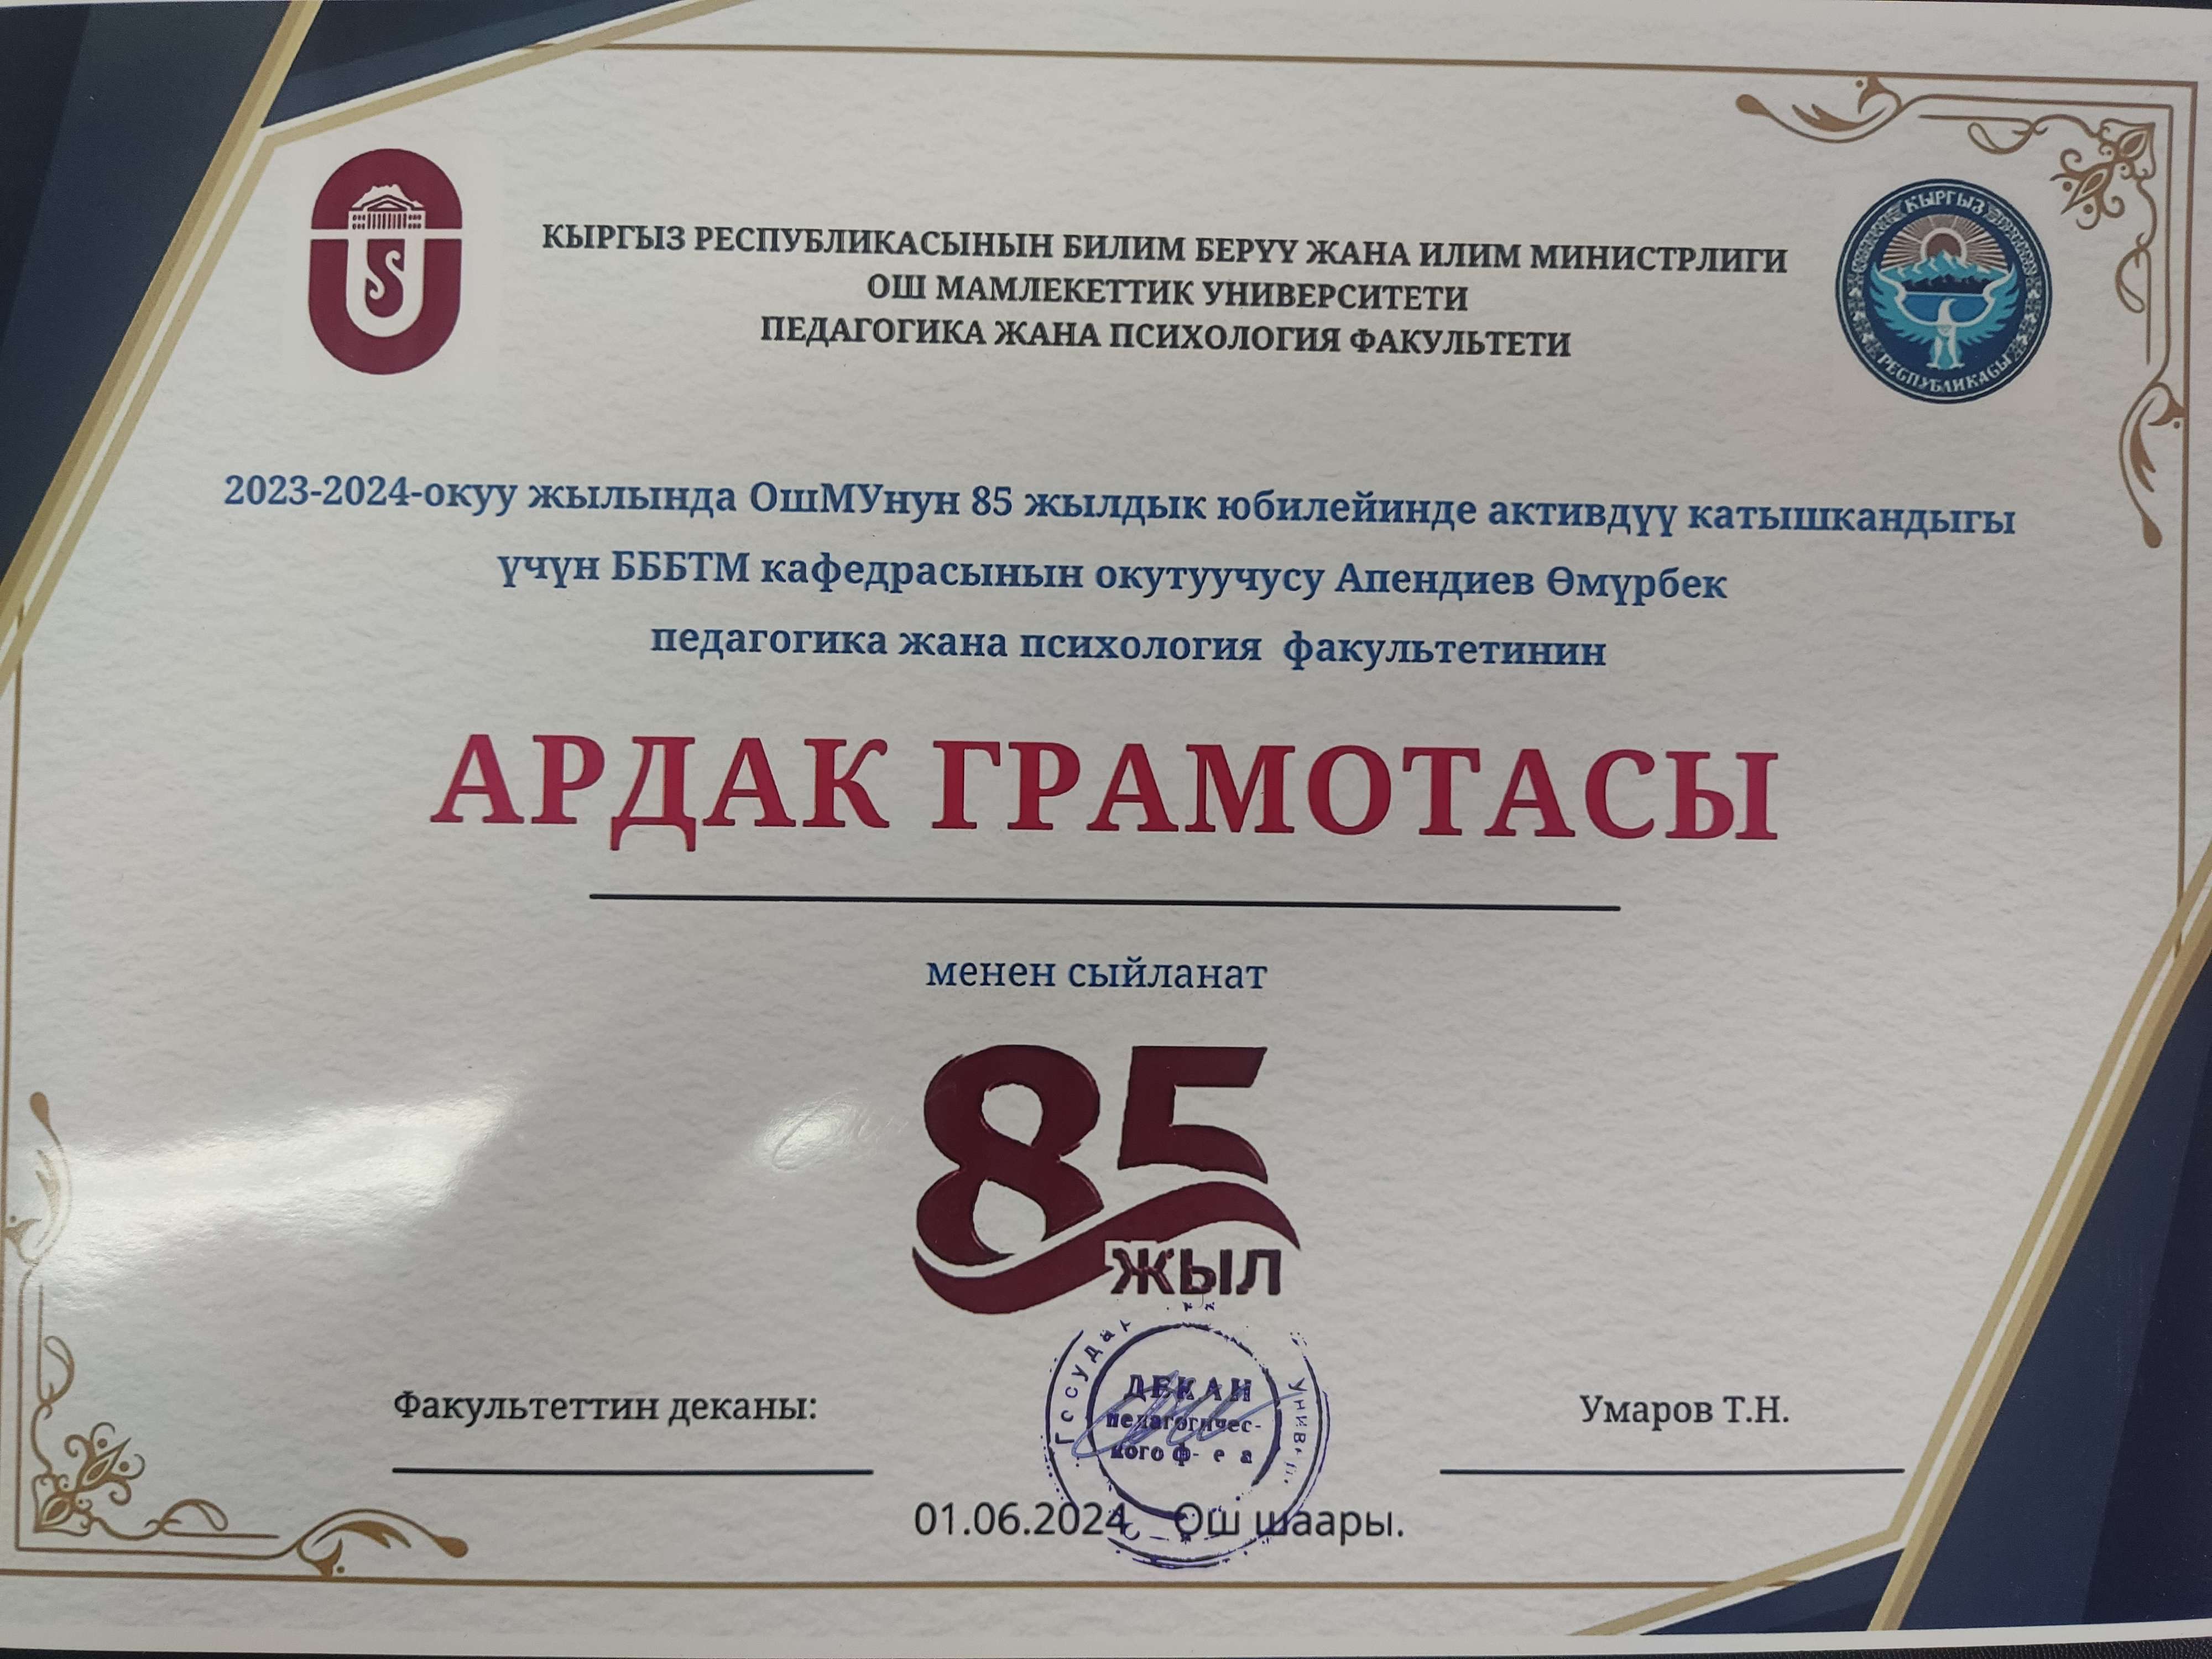 КЫРГЫЗ РЕСПУБЛИКАСЫНЫН БИЛИМ БЕРҮҮ ЖАНА ИЛИМ МИНИСТРЛИГИ
ОШ МАМЛЕКЕТТИК УНИВЕРСИТЕТИ
ПЕДАГОГИКА ЖАНА ПСИХОЛОГИЯ ФАКУЛЬТЕТИ
КЫРГЫЗ
РЕСПУБЛИКАСЫ
2023-2024-окуу жылында ОшМУнун 85 жылдык юбилейинде активдүү катышкандыгы
үчүн БББТМ кафедрасынын окутуучусу Апендиев Өмүрбек
педагогика жана психология факультетинин
АРДАК ГРАМОТАСЫ
менен сыйланат
85
ЖЫЛ
Факультеттин деканы:
ДЕКАН
педагогичес-
кого
Умаров Т.Н.
01.06.2024 Ош шаары.